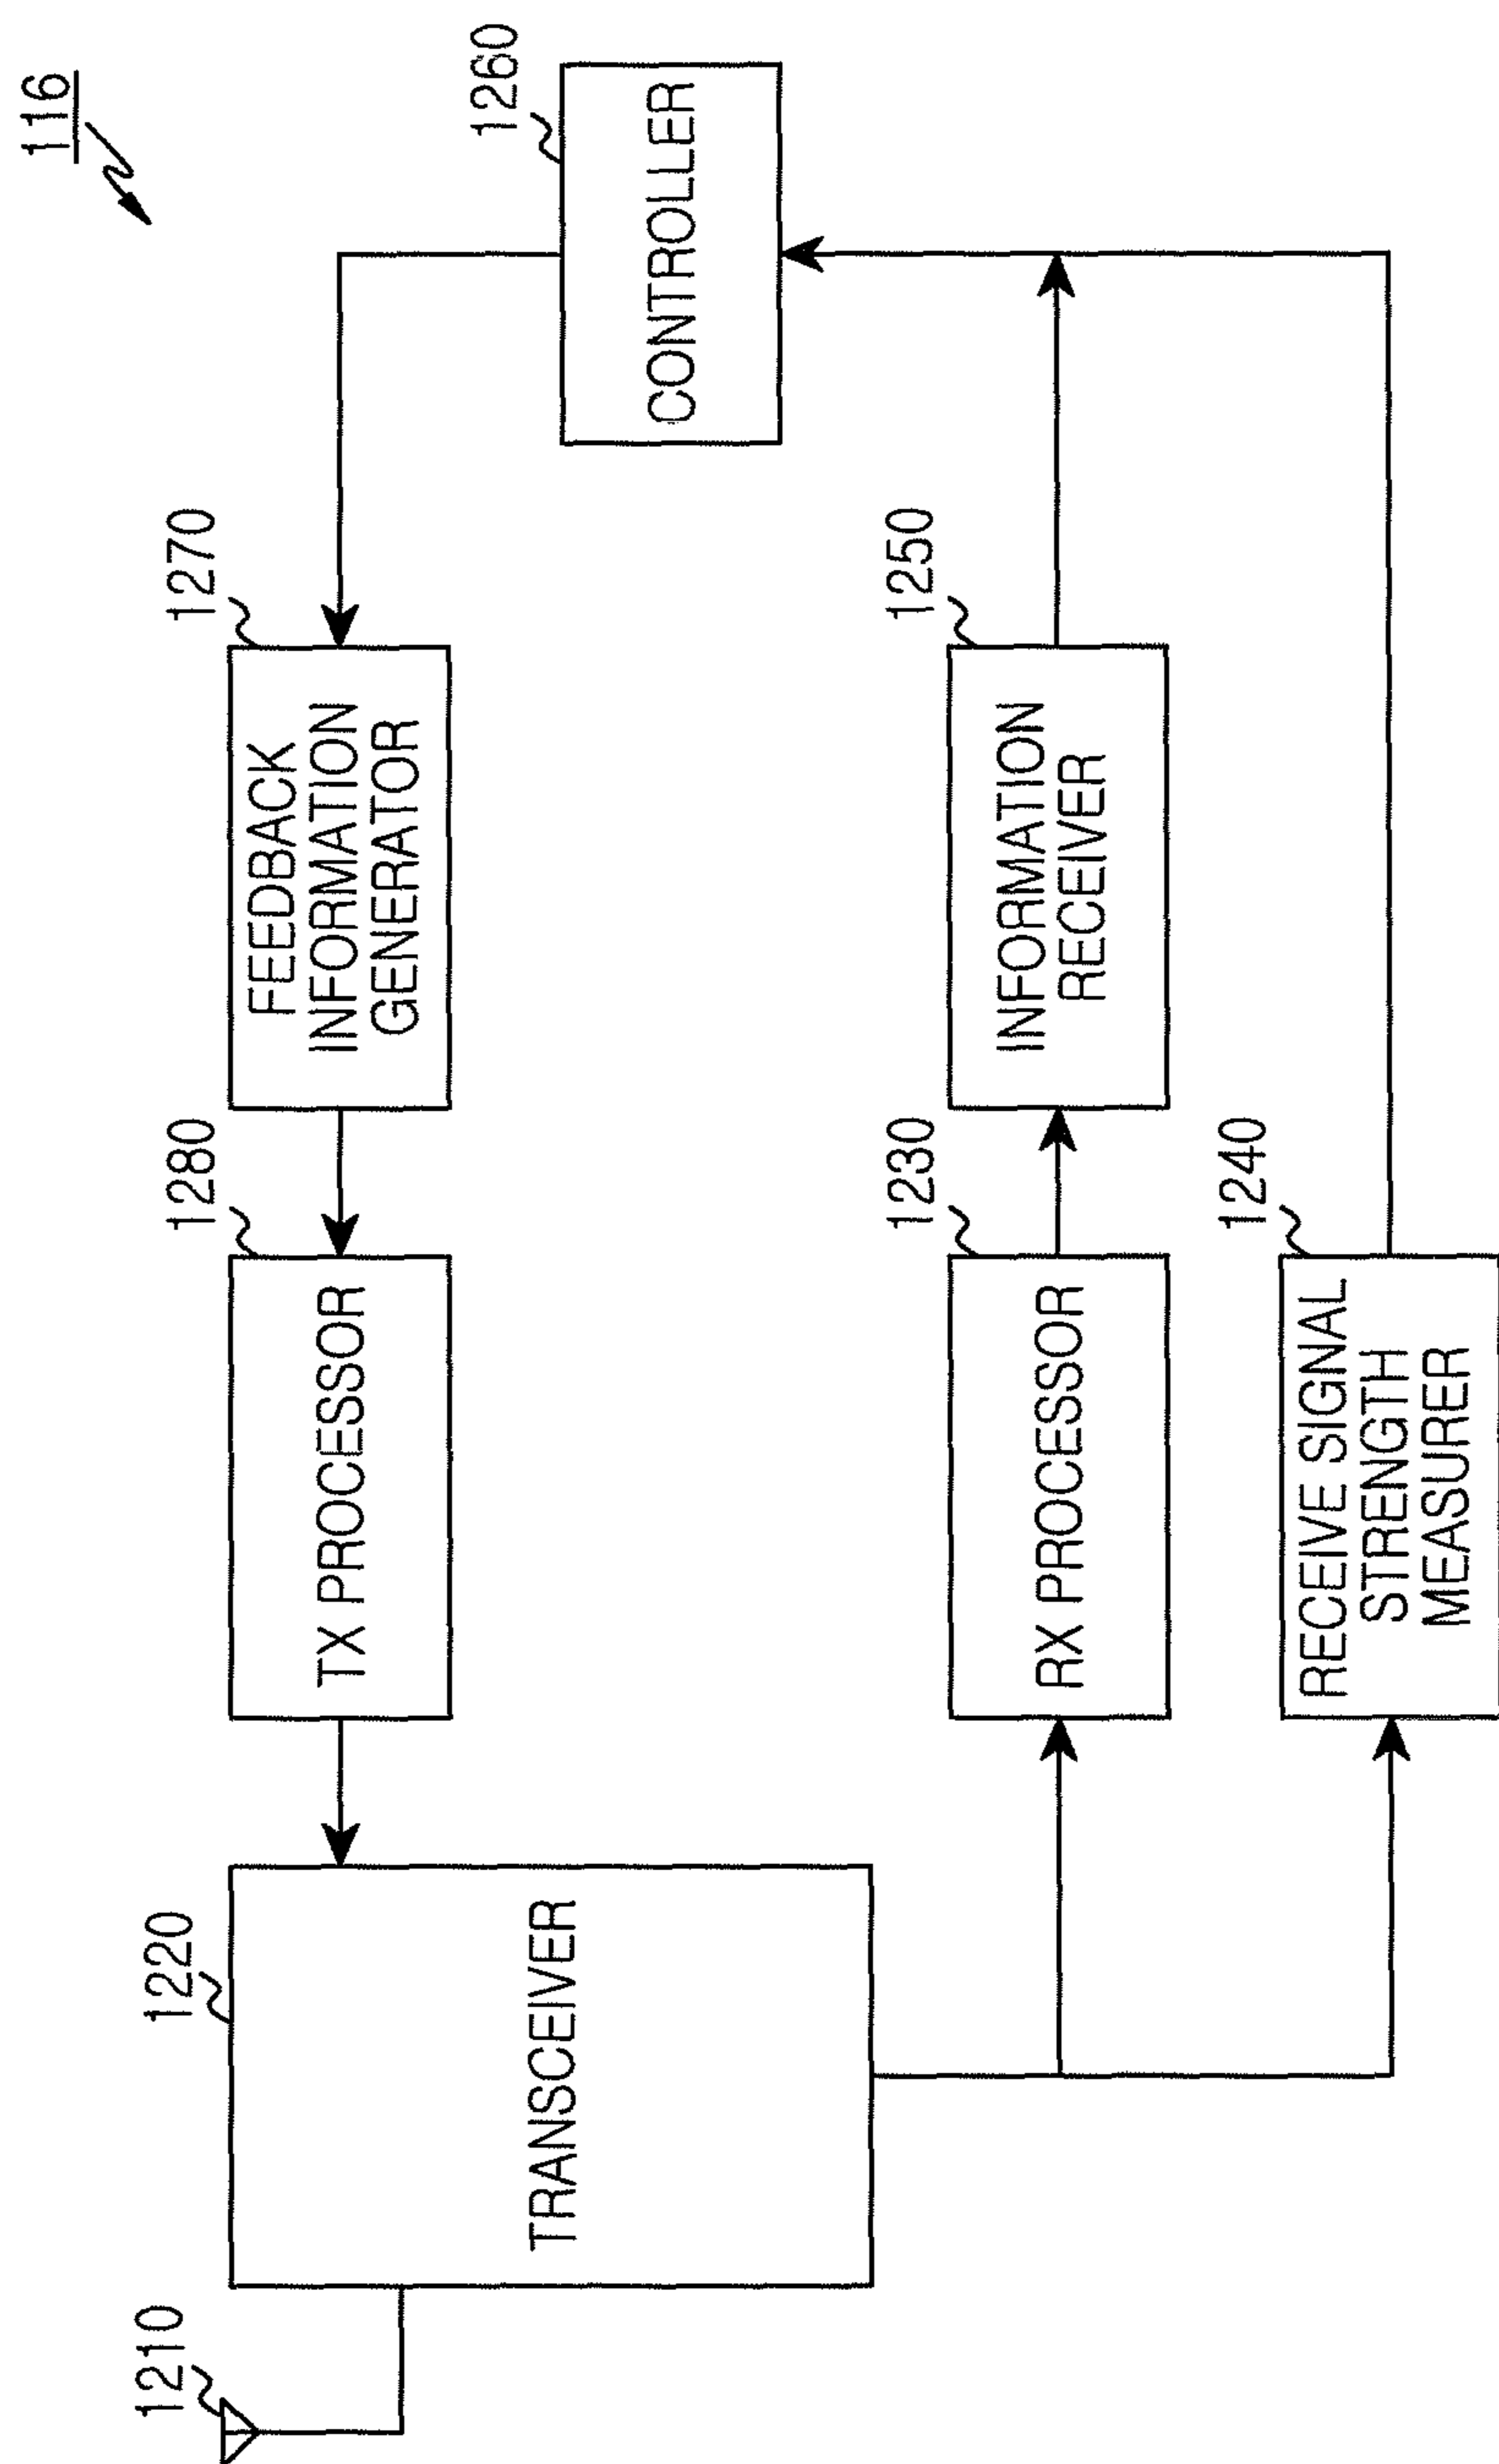 116
1210
1220
TRANSCEIVER
1280
TX PROCESSOR
1270
FEEDBACK
INFORMATION
GENERATOR
1260
CONTROLLER
1230
RX PROCESSOR
1250
INFORMATION
RECEIVER
1240
RECEIVE SIGNAL
STRENGTH
MEASURER